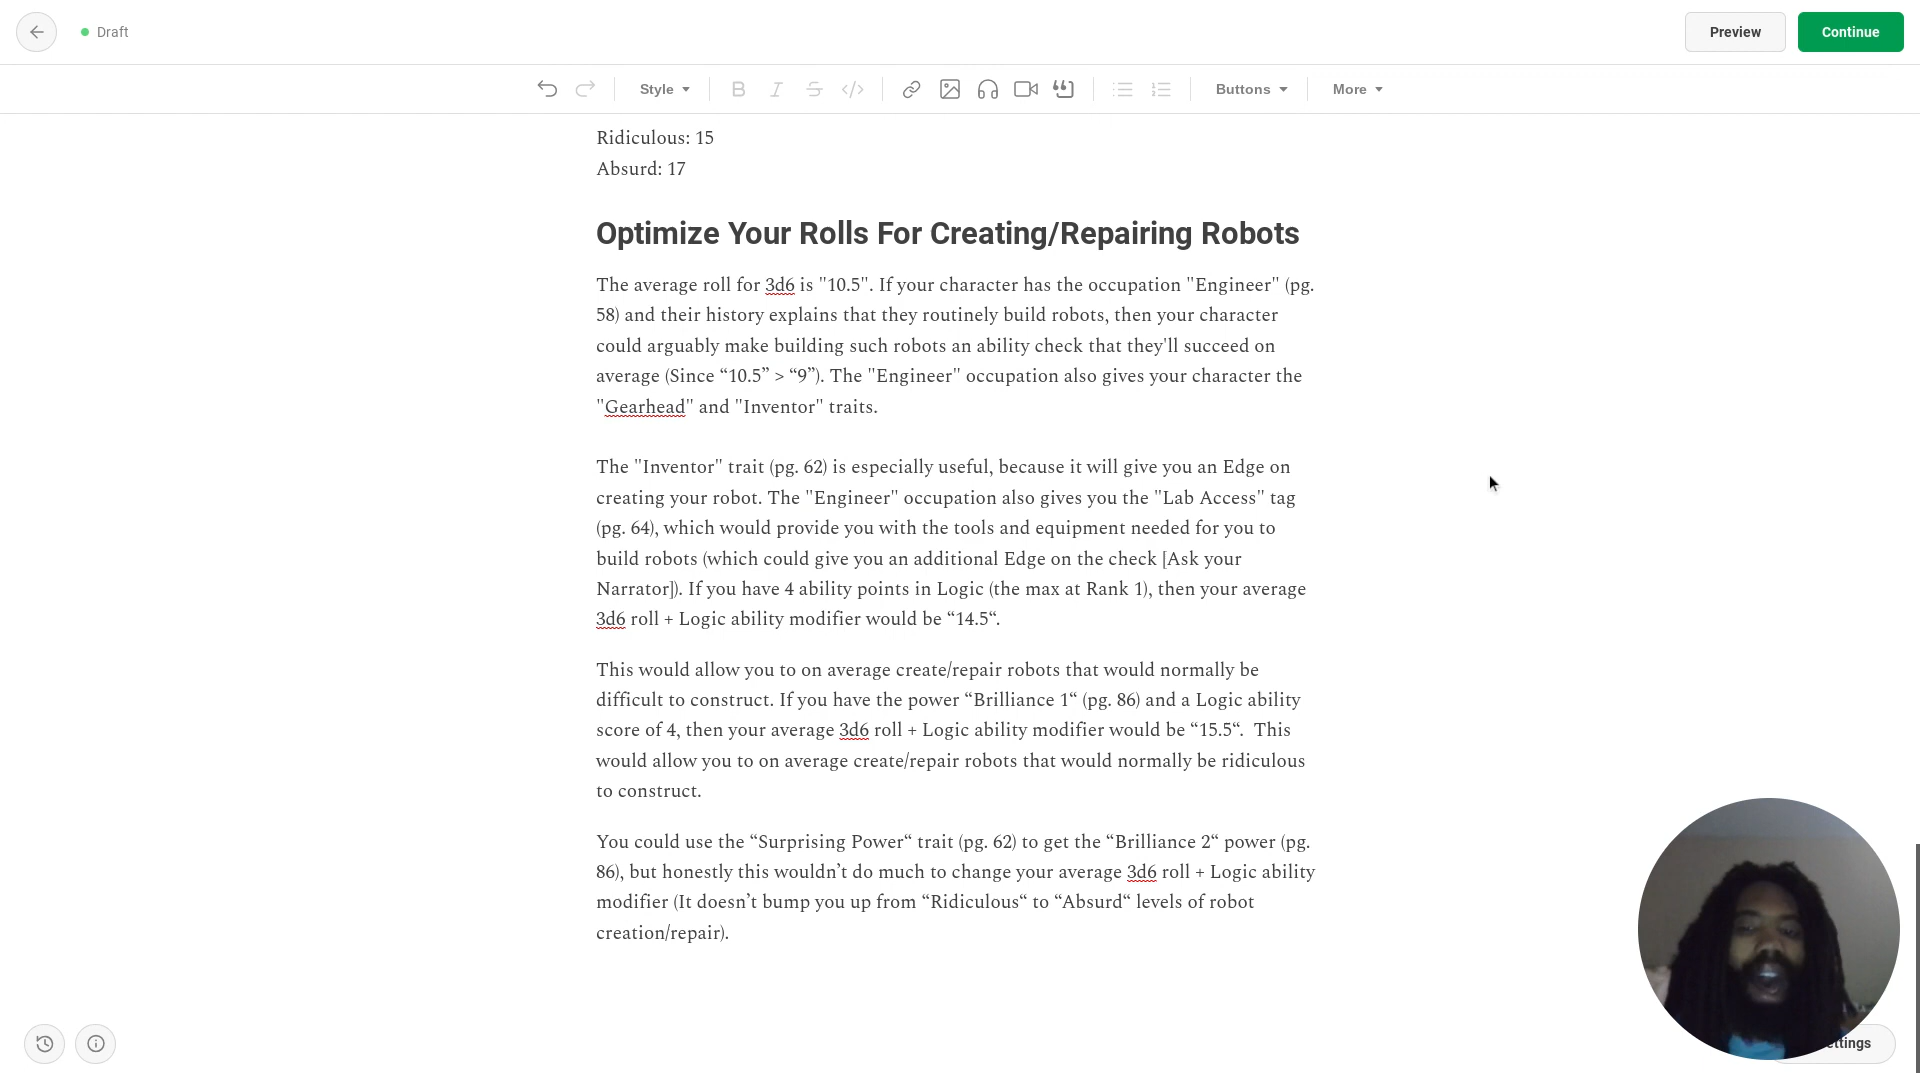 Draft
Preview
Continue
Style
Buttons
More
Ridiculous: 15
Absurd: 17
Optimize Your Rolls For Creating/Repairing Robots
The average roll for 3d6 is "10.5". If your character has the occupation "Engineer" (pg.
58) and their history explains that they routinely build robots, then your character
could arguably make building such robots an ability check that they'll succeed on
average (Since “10.5” > “9”). The "Engineer" occupation also gives your character the
"Gearhead" and "Inventor" traits.
The "Inventor" trait (pg. 62) is especially useful, because it will give you an Edge on
creating your robot. The "Engineer" occupation also gives you the "Lab Access" tag
(pg. 64), which would provide you with the tools and equipment needed for you to
build robots (which could give you an additional Edge on the check [Ask your
Narrator]). If you have 4 ability points in Logic (the max at Rank 1), then your average
3d6 roll + Logic ability modifier would be “14.5“.
This would allow you to on average create/repair robots that would normally be
difficult to construct. If you have the power “Brilliance 1“ (pg. 86) and a Logic ability
score of 4, then your average 3d6 roll + Logic ability modifier would be “15.5“.  This
would allow you to on average create/repair robots that would normally be ridiculous
to construct.
You could use the “Surprising Power“ trait (pg. 62) to get the “Brilliance 2“ power (pg.
86), but honestly this wouldn’t do much to change your average 3d6 roll + Logic ability
modifier (It doesn’t bump you up from “Ridiculous“ to “Absurd“ levels of robot
creation/repair).